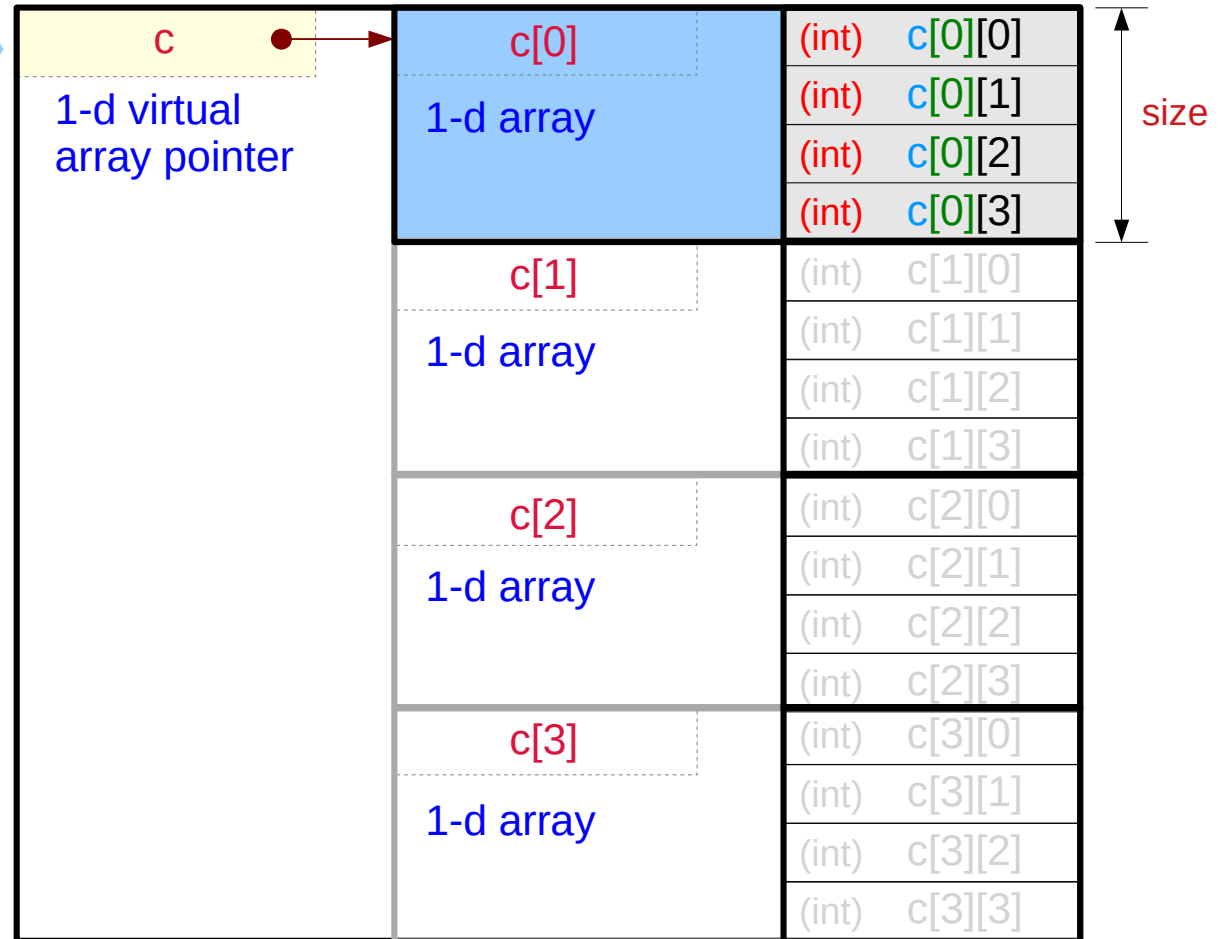 c
1-d virtual
array pointer
c[0]
1-d array
(int) c[0][0]
(int) c[0][1]
(int) c[0][2]
(int) c[0][3]
size
c[1]
1-d array
(int) c[1][0]
(int) c[1][1]
(int) c[1][2]
(int) c[1][3]
c[2]
1-d array
(int) c[2][0]
(int) c[2][1]
(int) c[2][2]
(int) c[2][3]
c[3]
1-d array
(int) c[3][0]
(int) c[3][1]
(int) c[3][2]
(int) c[3][3]